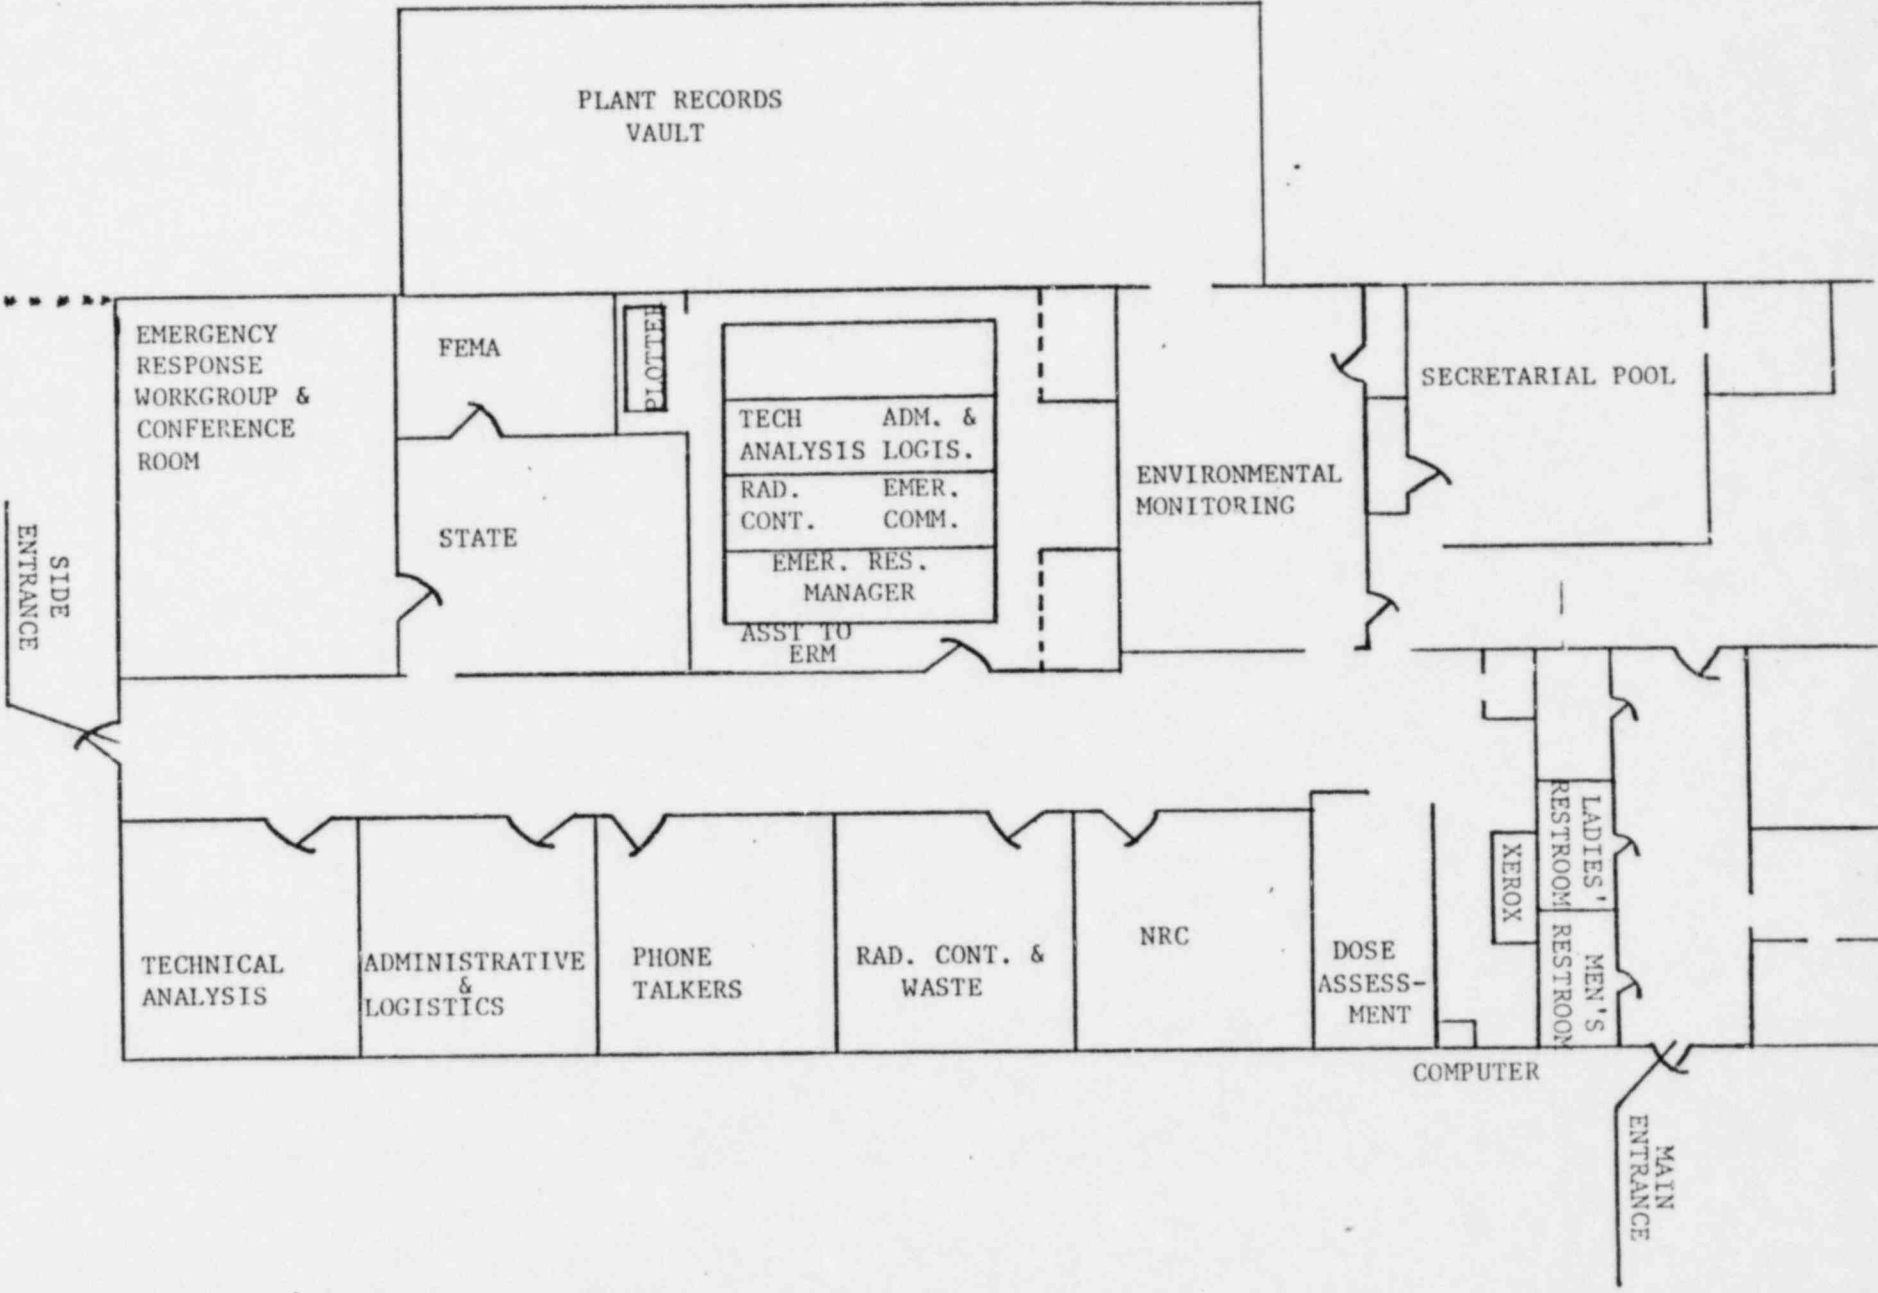 PLANT RECORDS
VAULT
EMERGENCY
RESPONSE
WORKGROUP &
CONFERENCE
ROOM
FEMA
PLOTTER
STATE
TECH ADM. &
ANALYSIS LOGIS.
RAD. EMER.
CONT. COMM.
EMER. RES.
MANAGER
ASST TO
ERM
ENVIRONMENTAL
MONITORING
SECRETARIAL POOL
SIDE
ENTRANCE
TECHNICAL
ANALYSIS
ADMINISTRATIVE
&
LOGISTICS
PHONE
TALKERS
RAD. CONT. &
WASTE
NRC
DOSE
ASSESS-
MENT
XEROX
LADIES'
RESTROOM
MEN'S
RESTROOM
COMPUTER
MAIN
ENTRANCE